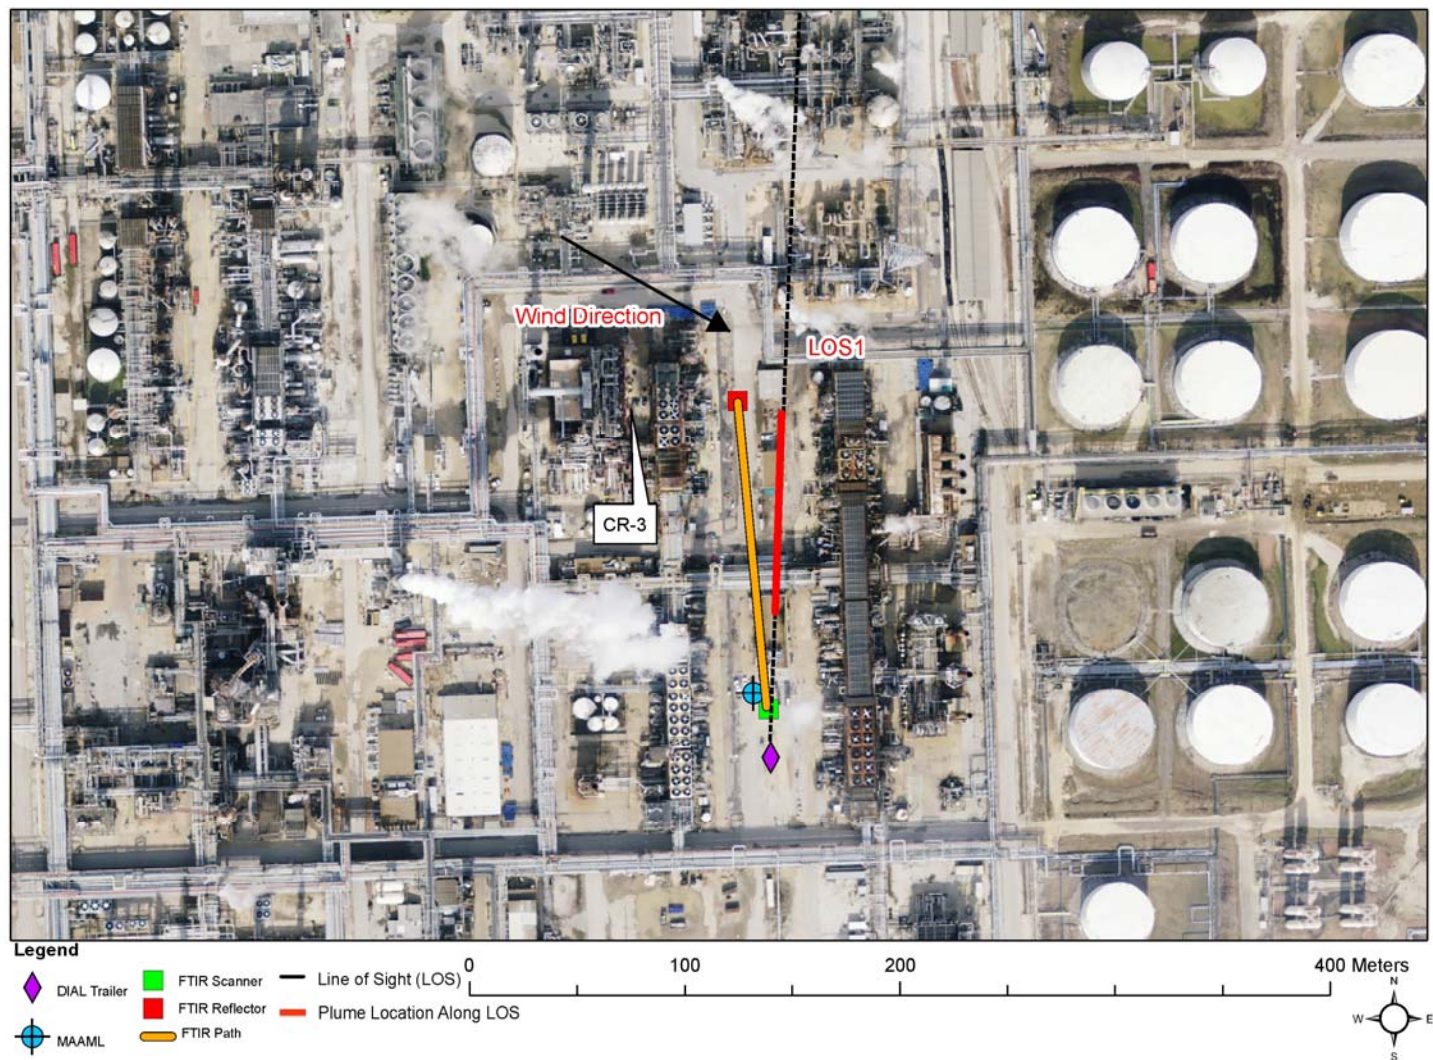 Wind Direction
LOS1
CR-3
Legend
DIAL Trailer
MAAML
FTIR Scanner
FTIR Reflector
FTIR Path
Line of Sight (LOS)
Plume Location Along LOS
0 100 200 400 Meters
N
W E
S